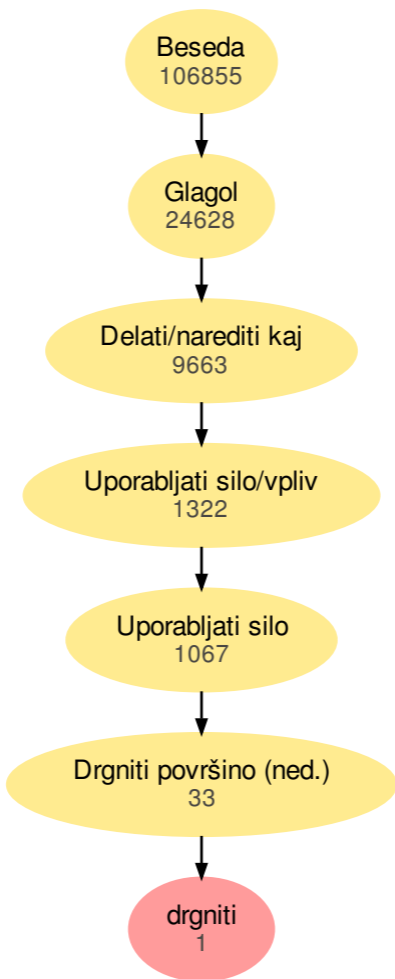 Beseda
106855
Glagol
24628
Delati/narediti kaj
9663
Uporabljati silo/vpliv
1322
Uporabljati silo
1067
Drgniti površino (ned.)
33
drgniti
1